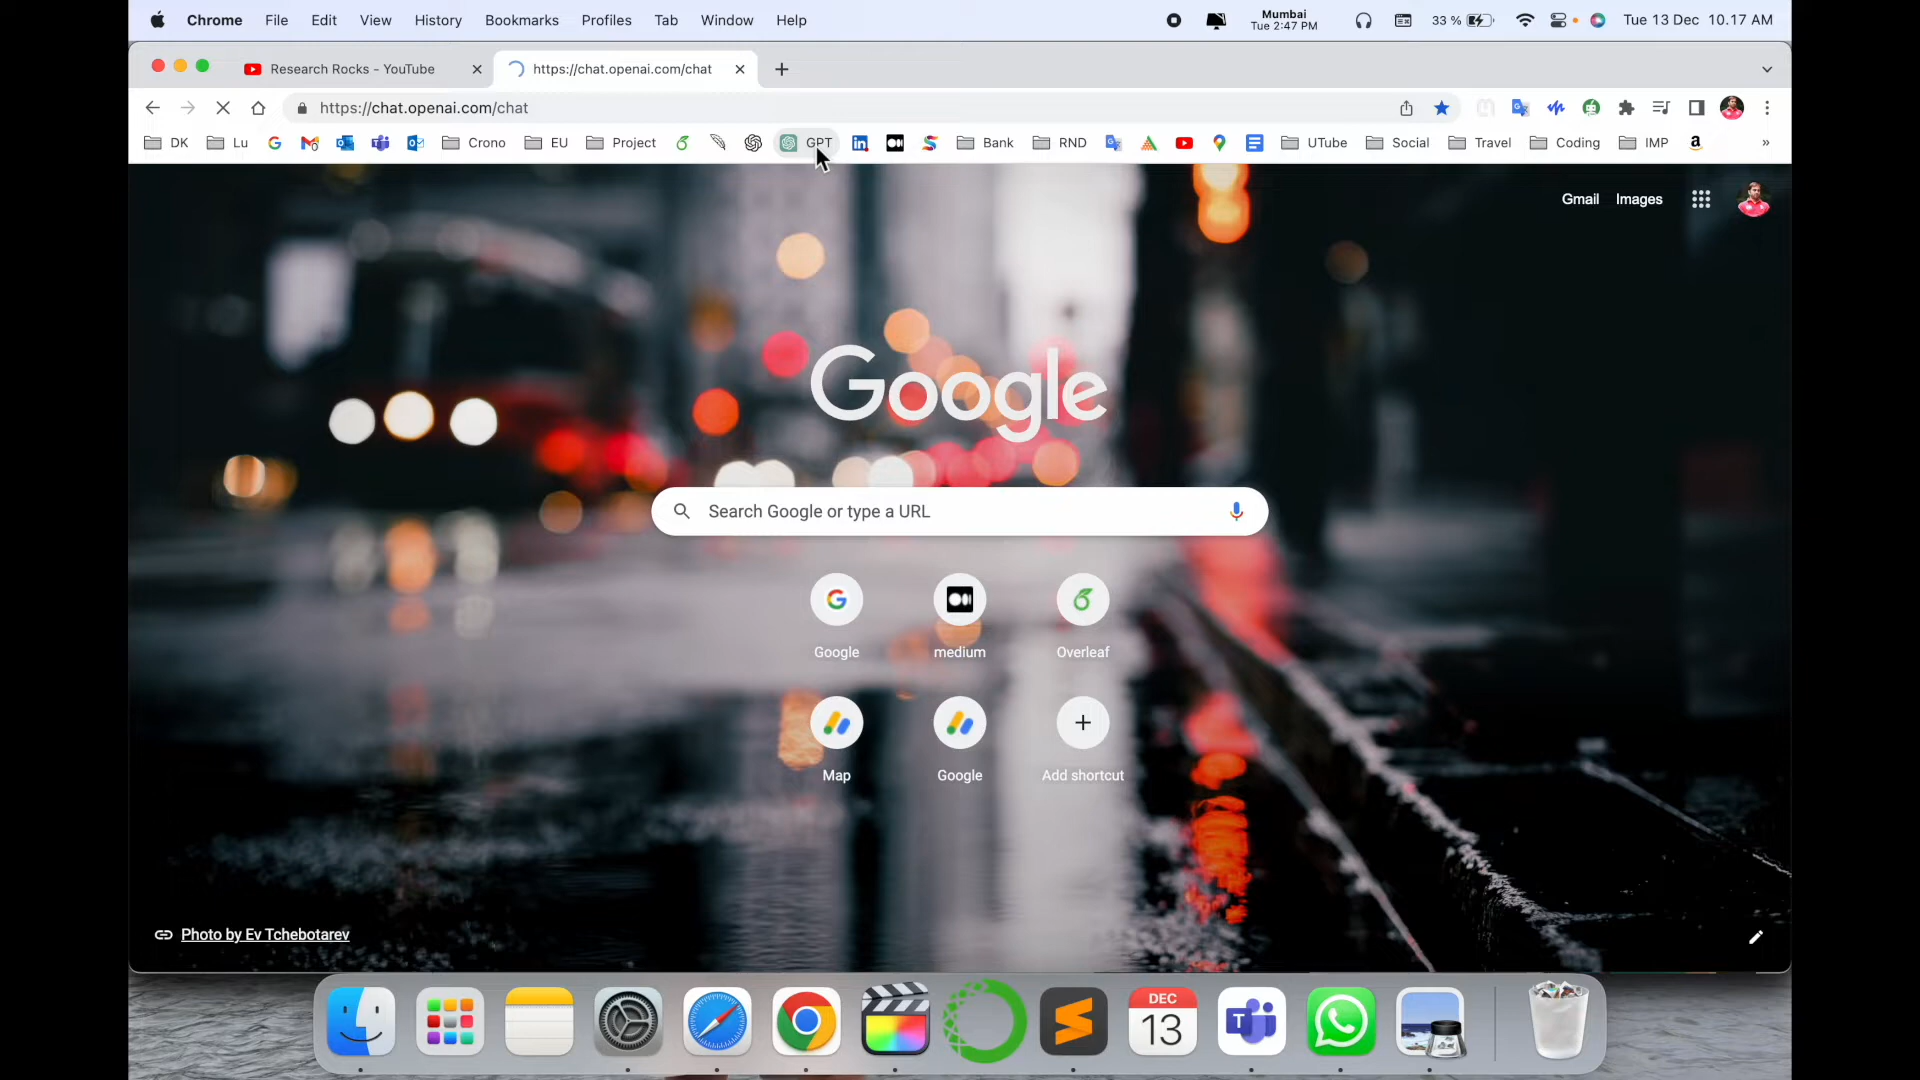 Chrome File Edit View History Bookmarks Profiles Tab Window Help
Mumbai
Tue 2:47 PM
33 %
Tue 13 Dec 10.17 AM
Research Rocks - YouTube
https://chat.openai.com/chat
https://chat.openai.com/chat
DK Lu Crono EU Project GPT Bank RND UTube Social Travel Coding IMP »
Gmail Images
Google
Search Google or type a URL
Google medium Overleaf
Map Google Add shortcut
Photo by Ev Tchebotarev
DEC
13